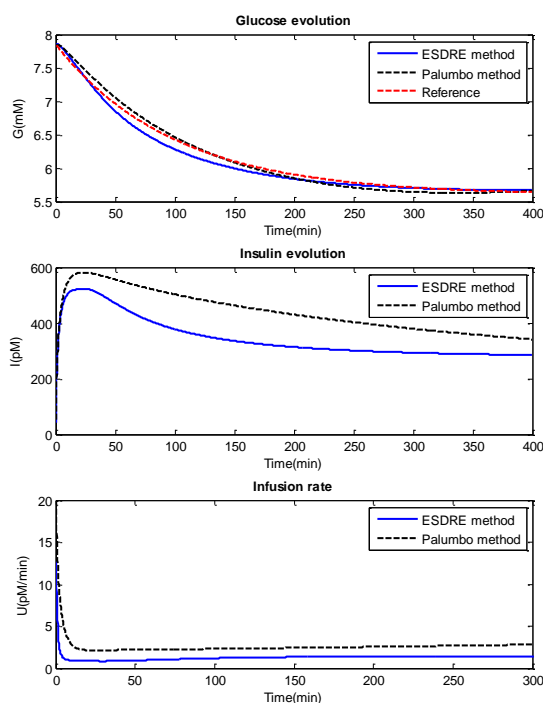 Glucose evolution
8
7.5
7
6.5
6
5.5
G(mM)
ESDRE method
Palumbo method
Reference
0 50 100 150 200 250 300 350 400
Time(min)
Insulin evolution
600
400
200
0
I(pM)
ESDRE method
Palumbo method
0 50 100 150 200 250 300 350 400
Time(min)
Infusion rate
20
15
10
5
0
U(pM/min)
ESDRE method
Palumbo method
0 50 100 150 200 250 300
Time(min)